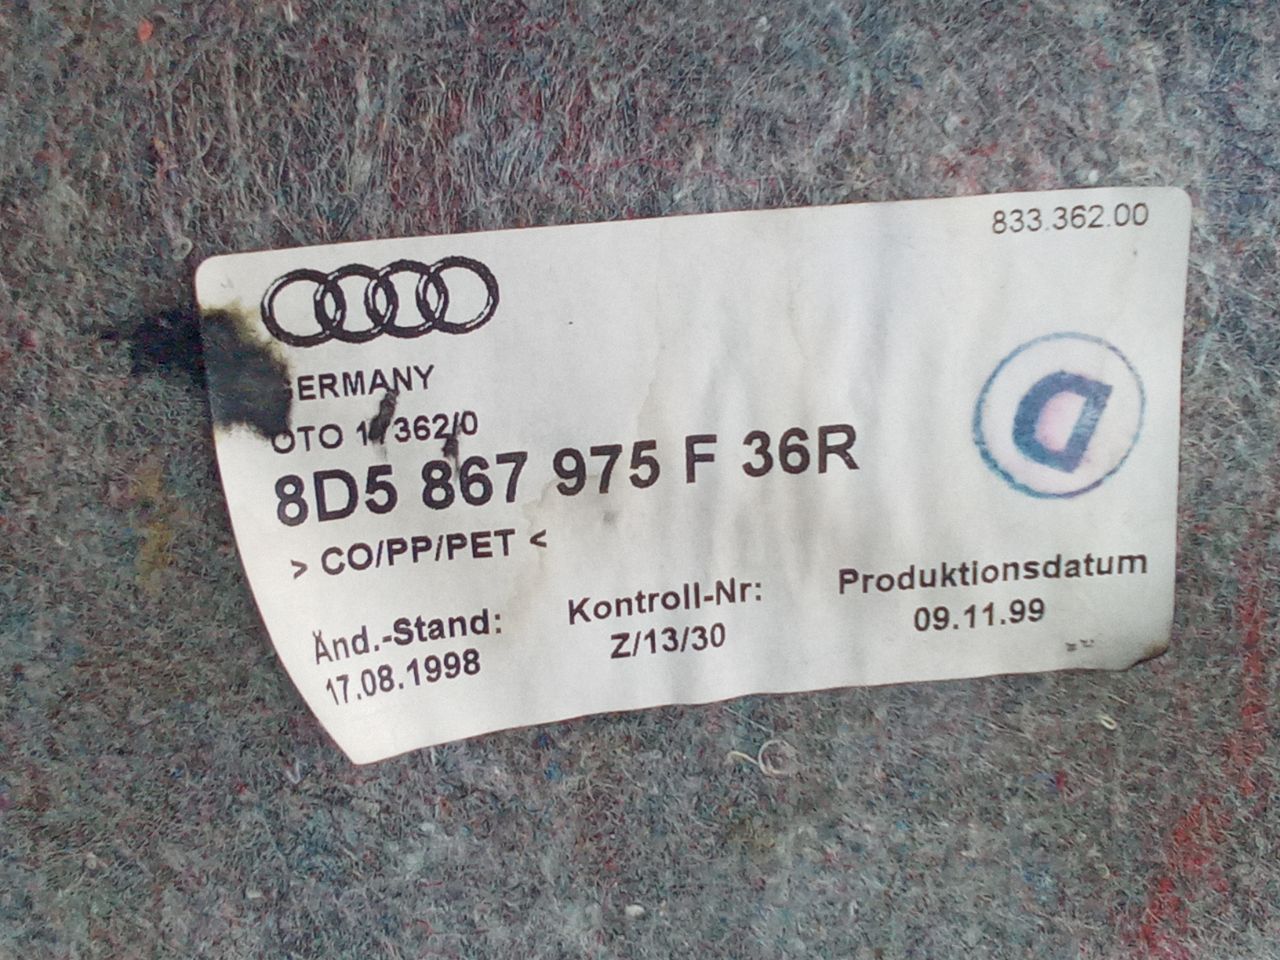 833.362.00
GERMANY
OTO 362/0
8D5 867 975 F 36R
> CO/PP/PET <
Änd.-Stand: Kontroll-Nr: Produktionsdatum
17.08.1998 Z/13/30 09.11.99
D